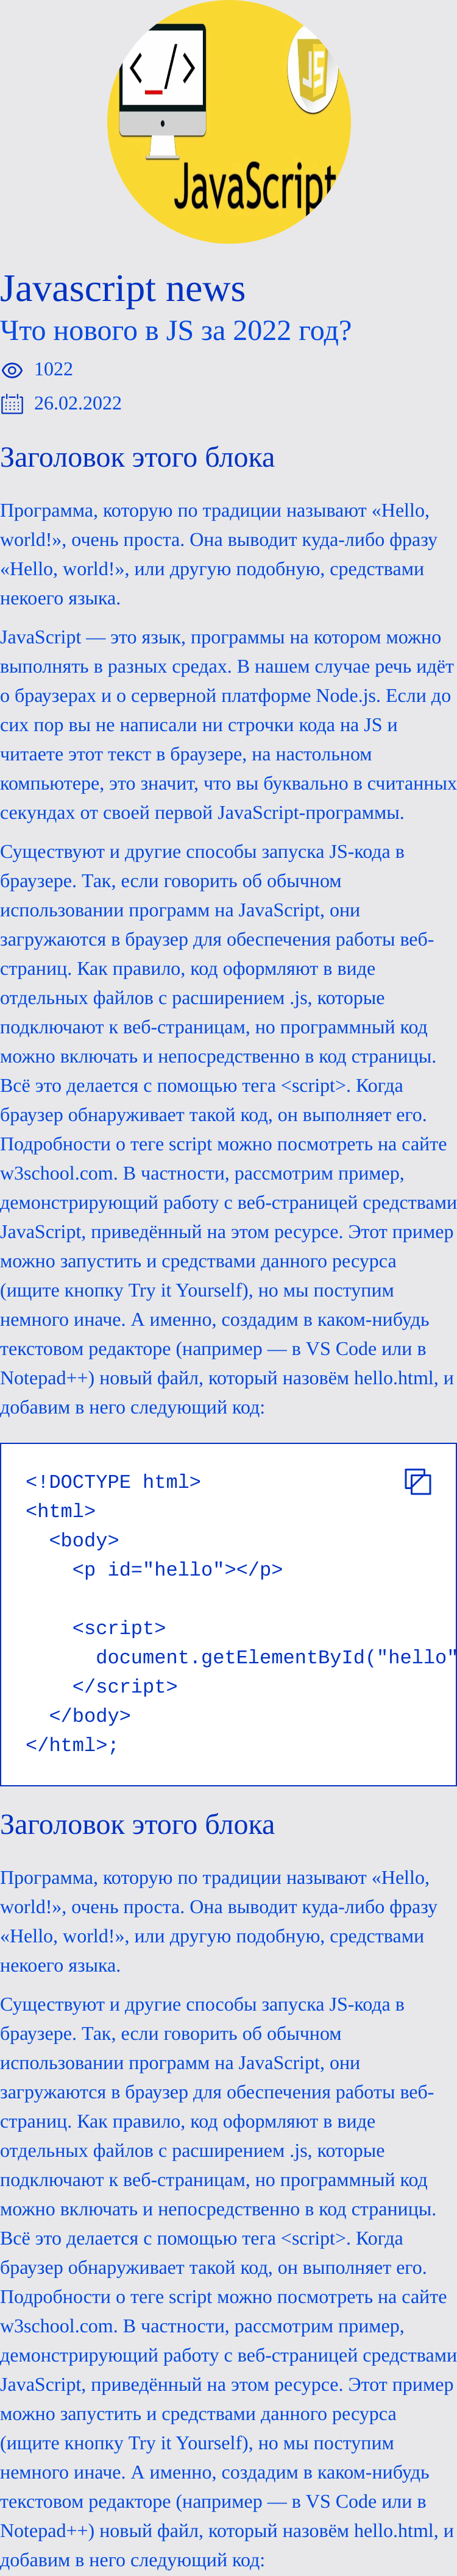 </>
JS
JavaScript
Javascript news
Что нового в JS за 2022 год?
1022
26.02.2022
Заголовок этого блока
Программа, которую по традиции называют «Hello,
world!», очень проста. Она выводит куда-либо фразу
«Hello, world!», или другую подобную, средствами
некоего языка.
JavaScript — это язык, программы на котором можно
выполнять в разных средах. В нашем случае речь идёт
о браузерах и о серверной платформе Node.js. Если до
сих пор вы не написали ни строчки кода на JS и
читаете этот текст в браузере, на настольном
компьютере, это значит, что вы буквально в считанных
секундах от своей первой JavaScript-программы.
Существуют и другие способы запуска JS-кода в
браузере. Так, если говорить об обычном
использовании программ на JavaScript, они
загружаются в браузер для обеспечения работы веб-
страниц. Как правило, код оформляют в виде
отдельных файлов с расширением .js, которые
подключают к веб-страницам, но программный код
можно включать и непосредственно в код страницы.
Всё это делается с помощью тега <script>. Когда
браузер обнаруживает такой код, он выполняет его.
Подробности о теге script можно посмотреть на сайте
w3school.com. В частности, рассмотрим пример,
демонстрирующий работу с веб-страницей средствами
JavaScript, приведённый на этом ресурсе. Этот пример
можно запустить и средствами данного ресурса
(ищите кнопку Try it Yourself), но мы поступим
немного иначе. А именно, создадим в каком-нибудь
текстовом редакторе (например — в VS Code или в
Notepad++) новый файл, который назовём hello.html, и
добавим в него следующий код:
<!DOCTYPE html>
<html>
  <body>
    <p id="hello"></p>
    <script>
      document.getElementById("hello"
    </script>
  </body>
</html>;
Заголовок этого блока
Программа, которую по традиции называют «Hello,
world!», очень проста. Она выводит куда-либо фразу
«Hello, world!», или другую подобную, средствами
некоего языка.
Существуют и другие способы запуска JS-кода в
браузере. Так, если говорить об обычном
использовании программ на JavaScript, они
загружаются в браузер для обеспечения работы веб-
страниц. Как правило, код оформляют в виде
отдельных файлов с расширением .js, которые
подключают к веб-страницам, но программный код
можно включать и непосредственно в код страницы.
Всё это делается с помощью тега <script>. Когда
браузер обнаруживает такой код, он выполняет его.
Подробности о теге script можно посмотреть на сайте
w3school.com. В частности, рассмотрим пример,
демонстрирующий работу с веб-страницей средствами
JavaScript, приведённый на этом ресурсе. Этот пример
можно запустить и средствами данного ресурса
(ищите кнопку Try it Yourself), но мы поступим
немного иначе. А именно, создадим в каком-нибудь
текстовом редакторе (например — в VS Code или в
Notepad++) новый файл, который назовём hello.html, и
добавим в него следующий код: